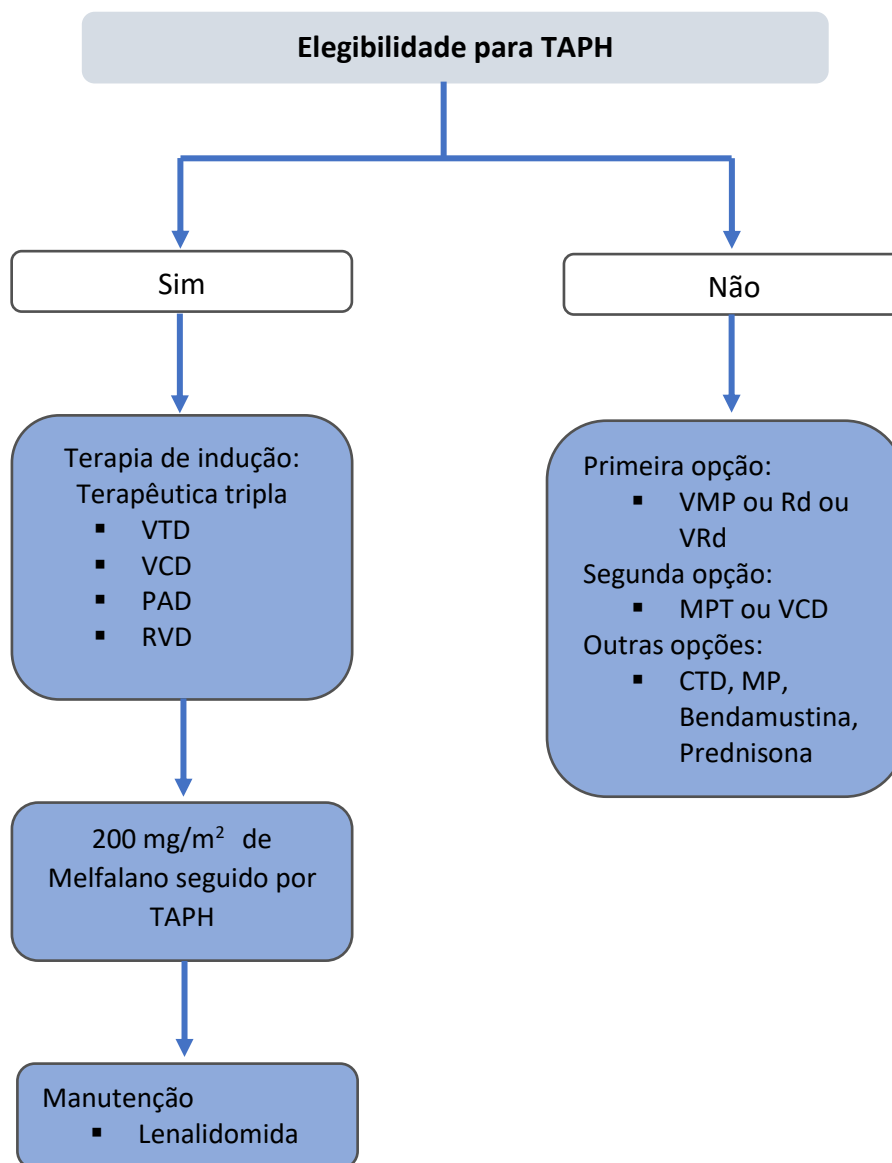 Elegibilidade para TAPH
Sim
Não
Terapia de indução:
Terapêutica tripla
▪ VTD
▪ VCD
▪ PAD
▪ RVD
Primeira opção:
▪ VMP ou Rd ou
VRd
Segunda opção:
▪ MPT ou VCD
Outras opções:
▪ CTD, MP,
Bendamustina,
Prednisona
200 mg/m² de
Melfalano seguido por
TAPH
Manutenção
▪ Lenalidomida